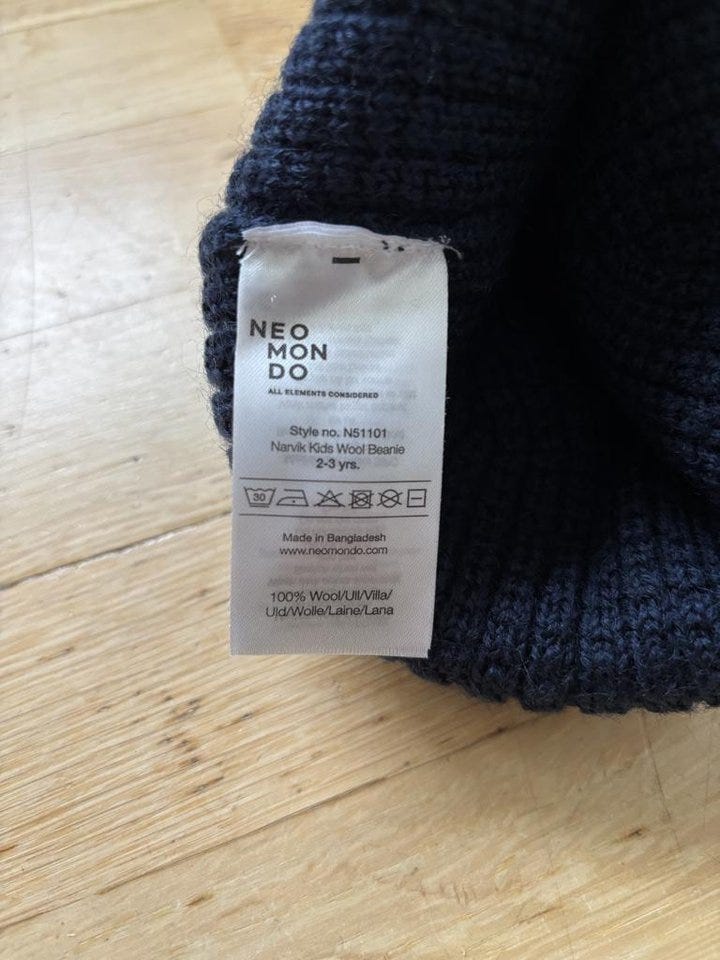 NEO
MON
DO
ALL ELEMENTS CONSIDERED
Style no. N51101
Narvik Kids Wool Beanie
2-3 yrs.
30
Made in Bangladesh
www.neomondo.com
100% Wool/Ull/Villa/
Uld/Wolle/Laine/Lana